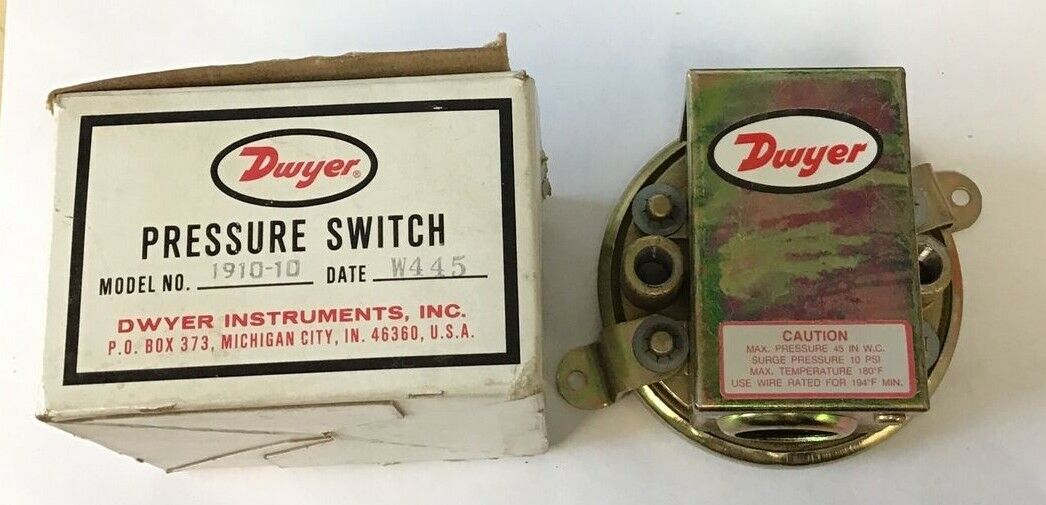 Dwyer®
PRESSURE SWITCH
MODEL NO. 1910-10 DATE W445
DWYER INSTRUMENTS, INC.
P.O. BOX 373, MICHIGAN CITY, IN. 46360, U.S.A.
Dwyer
CAUTION
MAX. PRESSURE 45 IN W.C.
SURGE PRESSURE 10 PSI
MAX. TEMPERATURE 180°F
USE WIRE RATED FOR 194°F MIN.